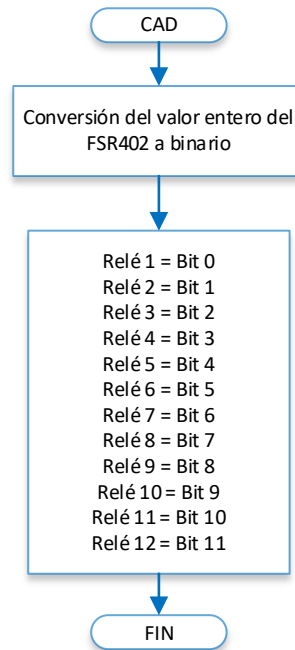 CAD
Conversión del valor entero del
FSR402 a binario
Relé 1 = Bit 0
Relé 2 = Bit 1
Relé 3 = Bit 2
Relé 4 = Bit 3
Relé 5 = Bit 4
Relé 6 = Bit 5
Relé 7 = Bit 6
Relé 8 = Bit 7
Relé 9 = Bit 8
Relé 10 = Bit 9
Relé 11 = Bit 10
Relé 12 = Bit 11
FIN